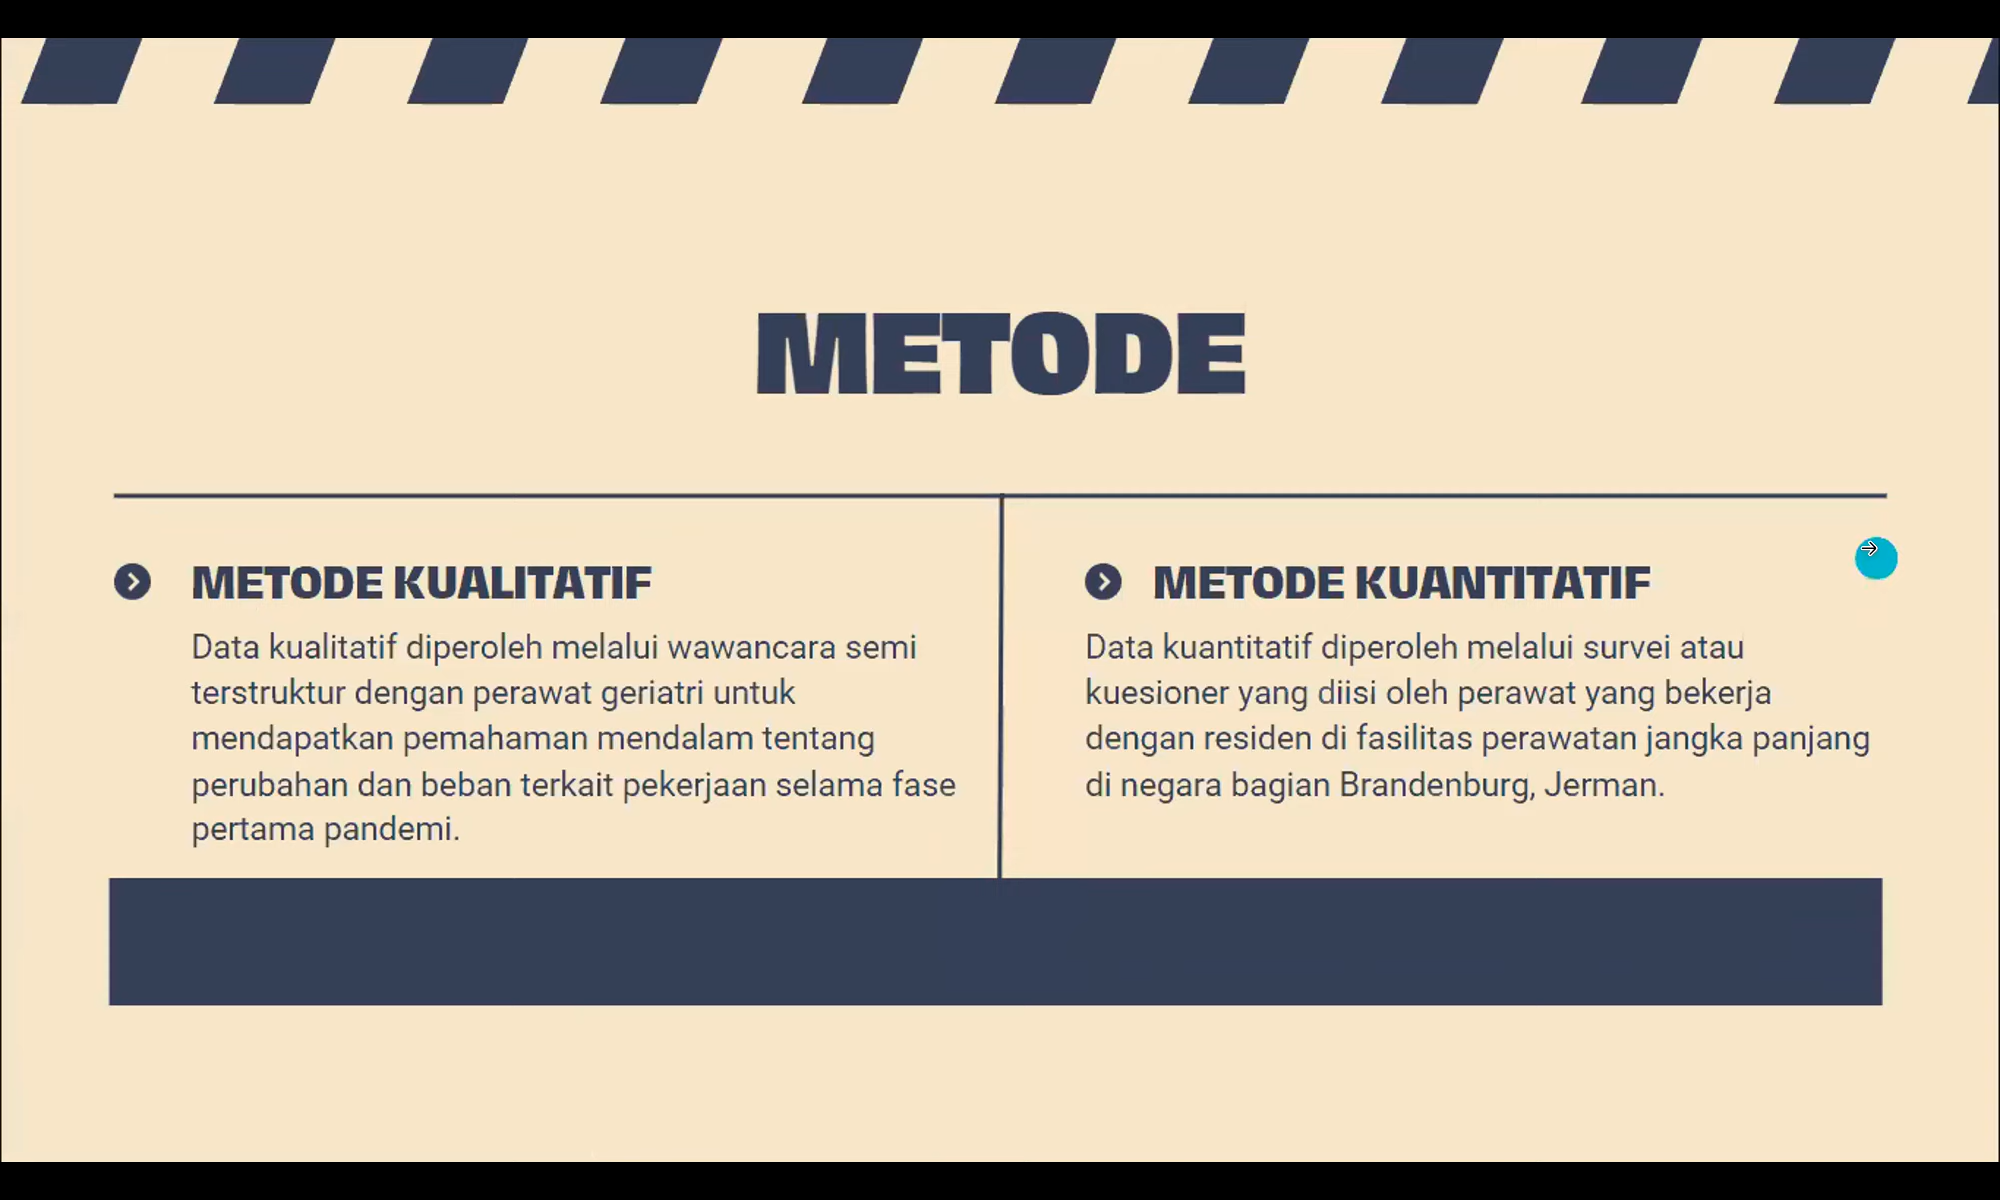 METODE
METODE KUALITATIF
Data kualitatif diperoleh melalui wawancara semi
terstruktur dengan perawat geriatri untuk
mendapatkan pemahaman mendalam tentang
perubahan dan beban terkait pekerjaan selama fase
pertama pandemi.
METODE KUANTITATIF
Data kuantitatif diperoleh melalui survei atau
kuesioner yang diisi oleh perawat yang bekerja
dengan residen di fasilitas perawatan jangka panjang
di negara bagian Brandenburg, Jerman.